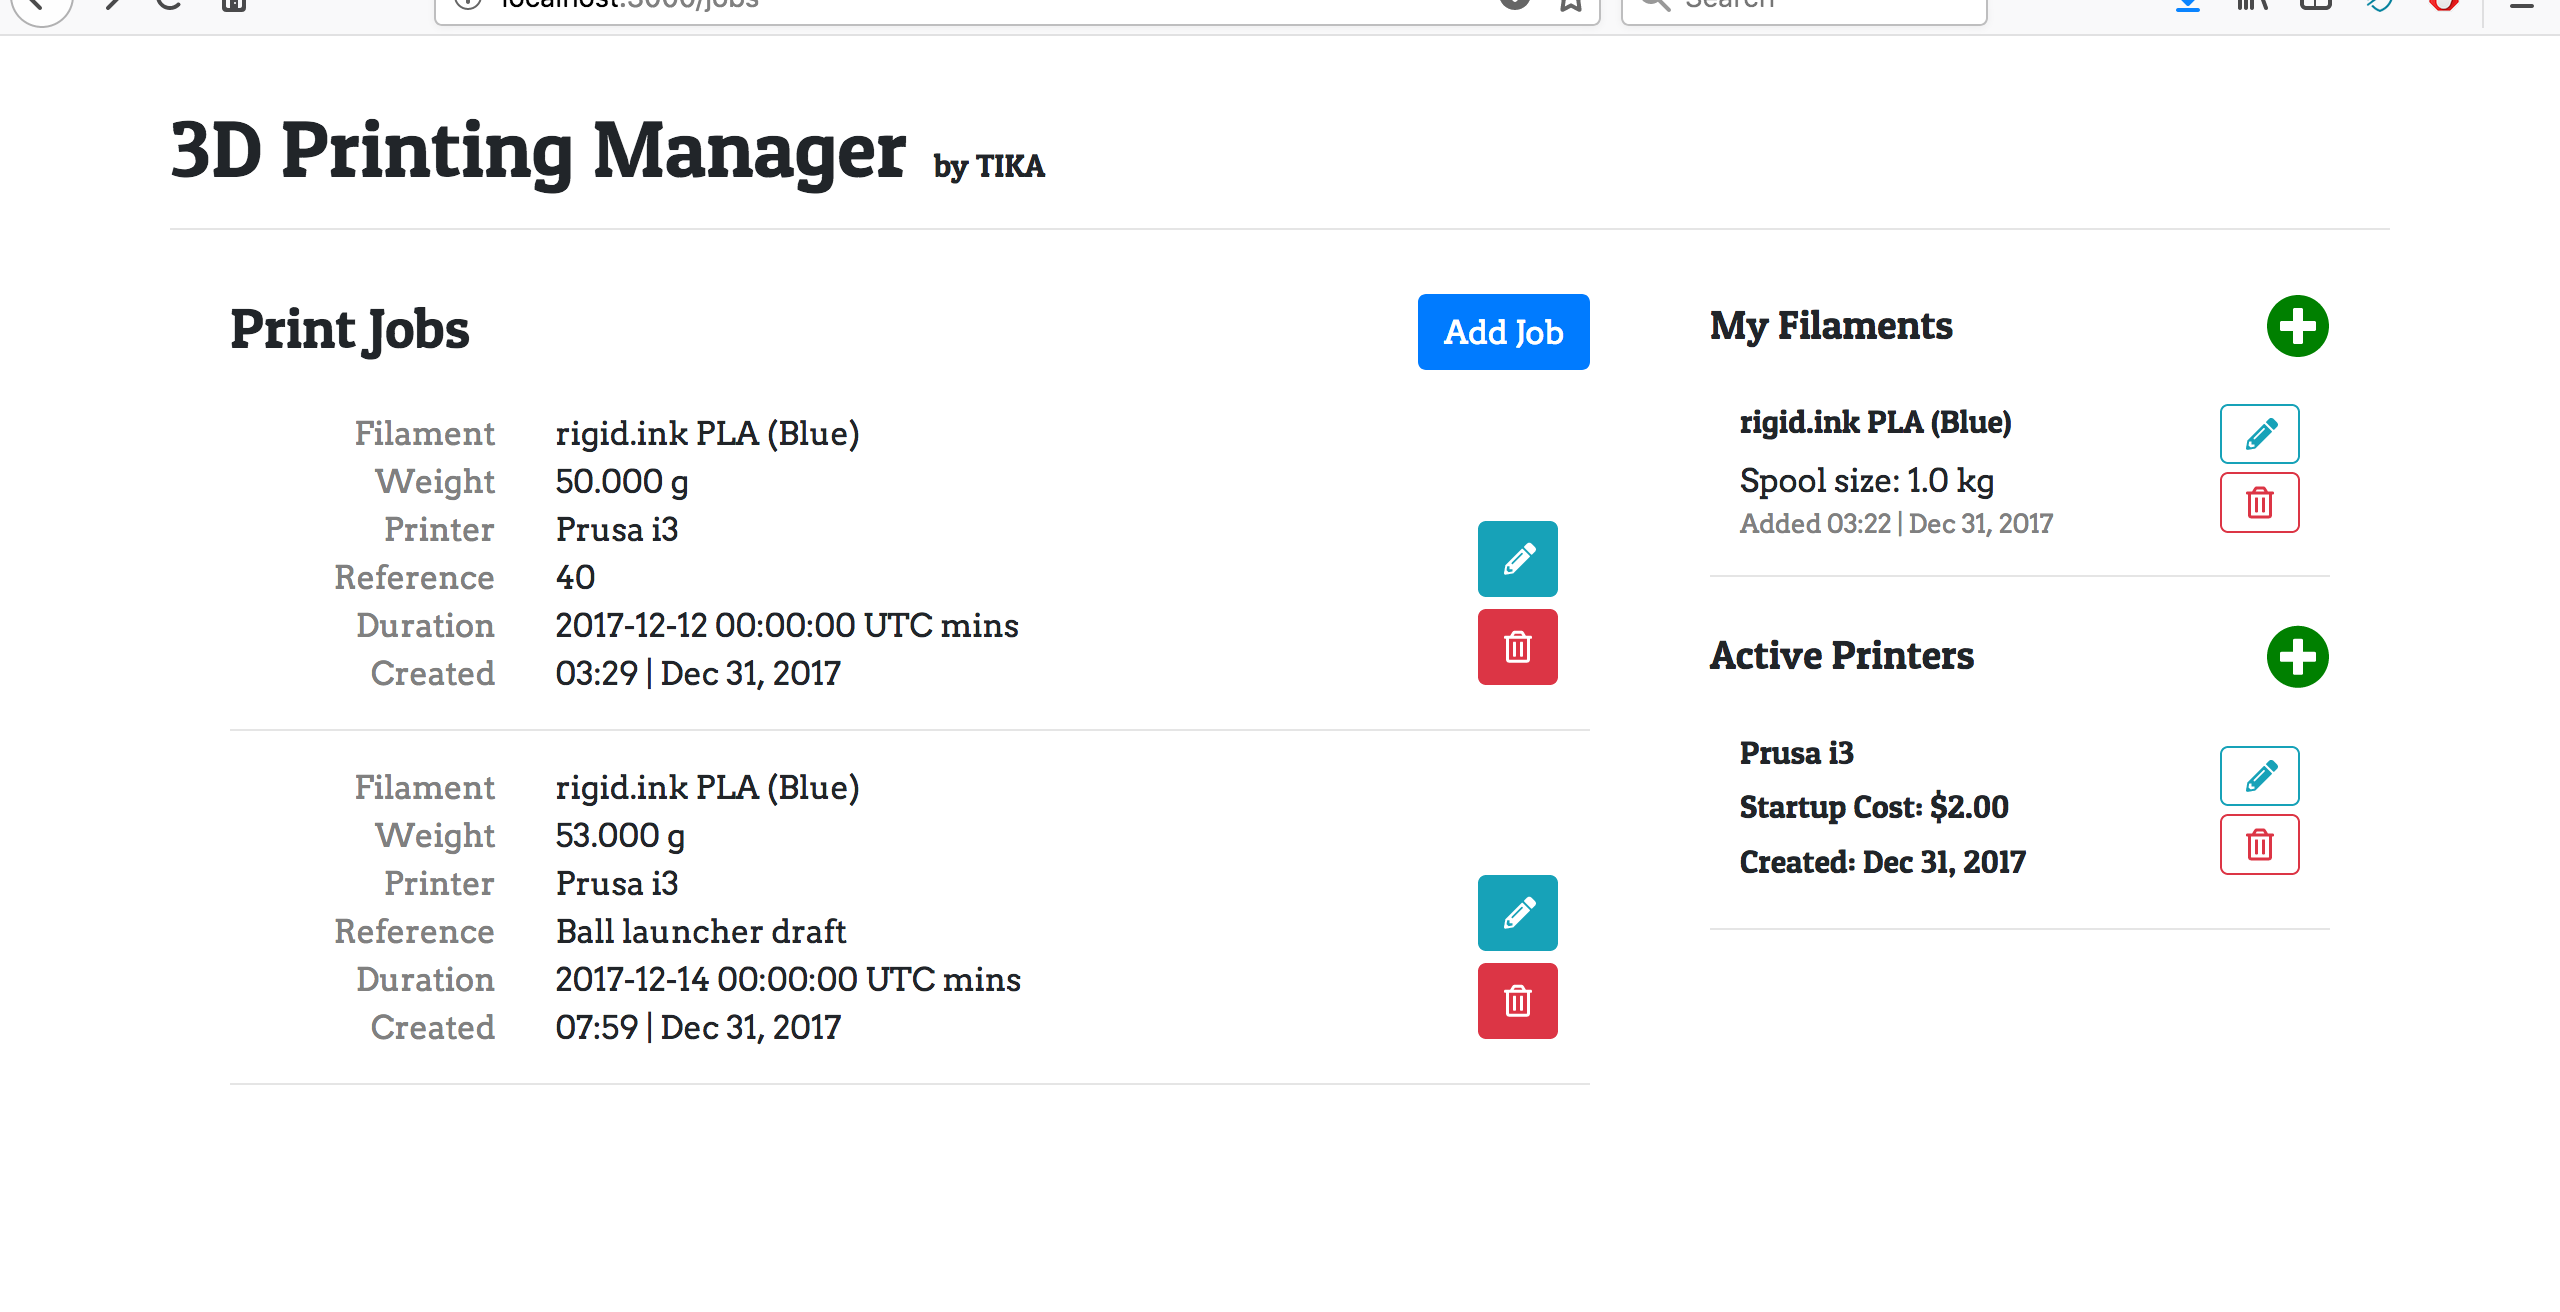 localhost:3000/jobs
Search
3D Printing Manager by TIKA
Print Jobs
Add Job
Filament rigid.ink PLA (Blue)
Weight 50.000 g
Printer Prusa i3
Reference 40
Duration 2017-12-12 00:00:00 UTC mins
Created 03:29 | Dec 31, 2017
Filament rigid.ink PLA (Blue)
Weight 53.000 g
Printer Prusa i3
Reference Ball launcher draft
Duration 2017-12-14 00:00:00 UTC mins
Created 07:59 | Dec 31, 2017
My Filaments
rigid.ink PLA (Blue)
Spool size: 1.0 kg
Added 03:22 | Dec 31, 2017
Active Printers
Prusa i3
Startup Cost: $2.00
Created: Dec 31, 2017